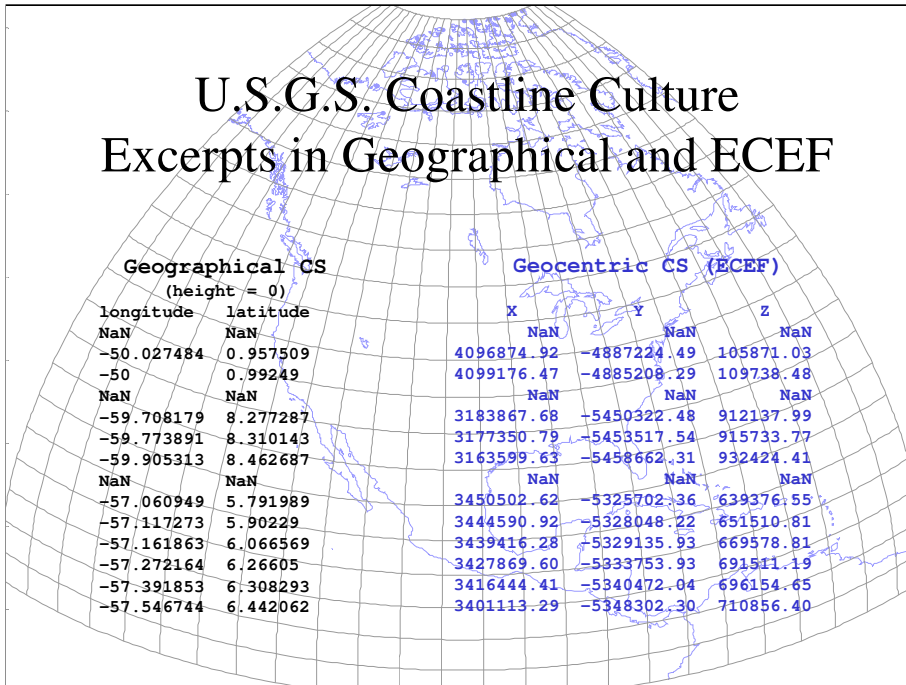 U.S.G.S. Coastline Culture
Excerpts in Geographical and ECEF
Geographical CS
(height = 0)
longitude latitude
NaN NaN
-50.027484 0.957509
-50 0.99249
NaN NaN
-59.708179 8.277287
-59.773891 8.310143
-59.905313 8.462687
NaN NaN
-57.060949 5.791989
-57.117273 5.90229
-57.161863 6.066569
-57.272164 6.26605
-57.391853 6.308293
-57.546744 6.442062
Geocentric CS (ECEF)
X Y Z
NaN NaN NaN
4096874.92 -4887224.49 105871.03
4099176.47 -4885208.29 109738.48
NaN NaN NaN
3183867.68 -5450322.48 912137.99
3177350.79 -5453517.54 915733.77
3163599.63 -5458662.31 932424.41
NaN NaN NaN
3450502.62 -5325702.36 639376.55
3444590.92 -5328048.22 651510.81
3439416.28 -5329135.93 669578.81
3427869.60 -5333753.93 691511.19
3416444.41 -5340472.04 696154.65
3401113.29 -5348302.30 710856.40